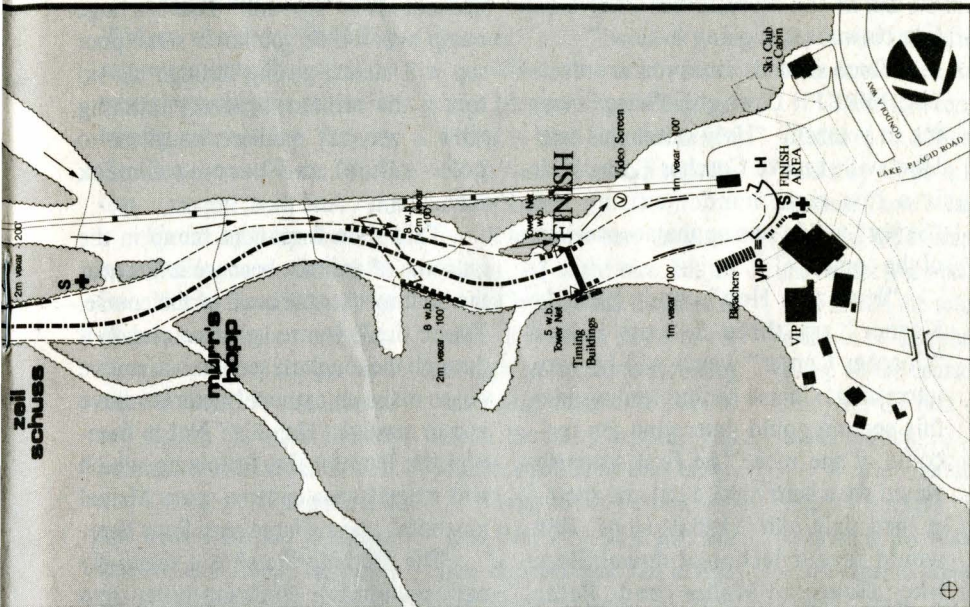 zeil
schuss
2m vexar - 200'
S
murr's
hopp
8 w.b.
2m vexar
- 100'
8 w.b.
2m vexar - 100'
Tower Net
5 w.b.
FINISH
Tower Net
5 w.b.
Timing
Buildings
Video Screen
V
1m vexar - 100'
1m vexar - 100'
H
S
FINISH
AREA
Bleachers
VIP
VIP
Ski Club
Cabin
GONDOLA WAY
LAKE PLACID ROAD